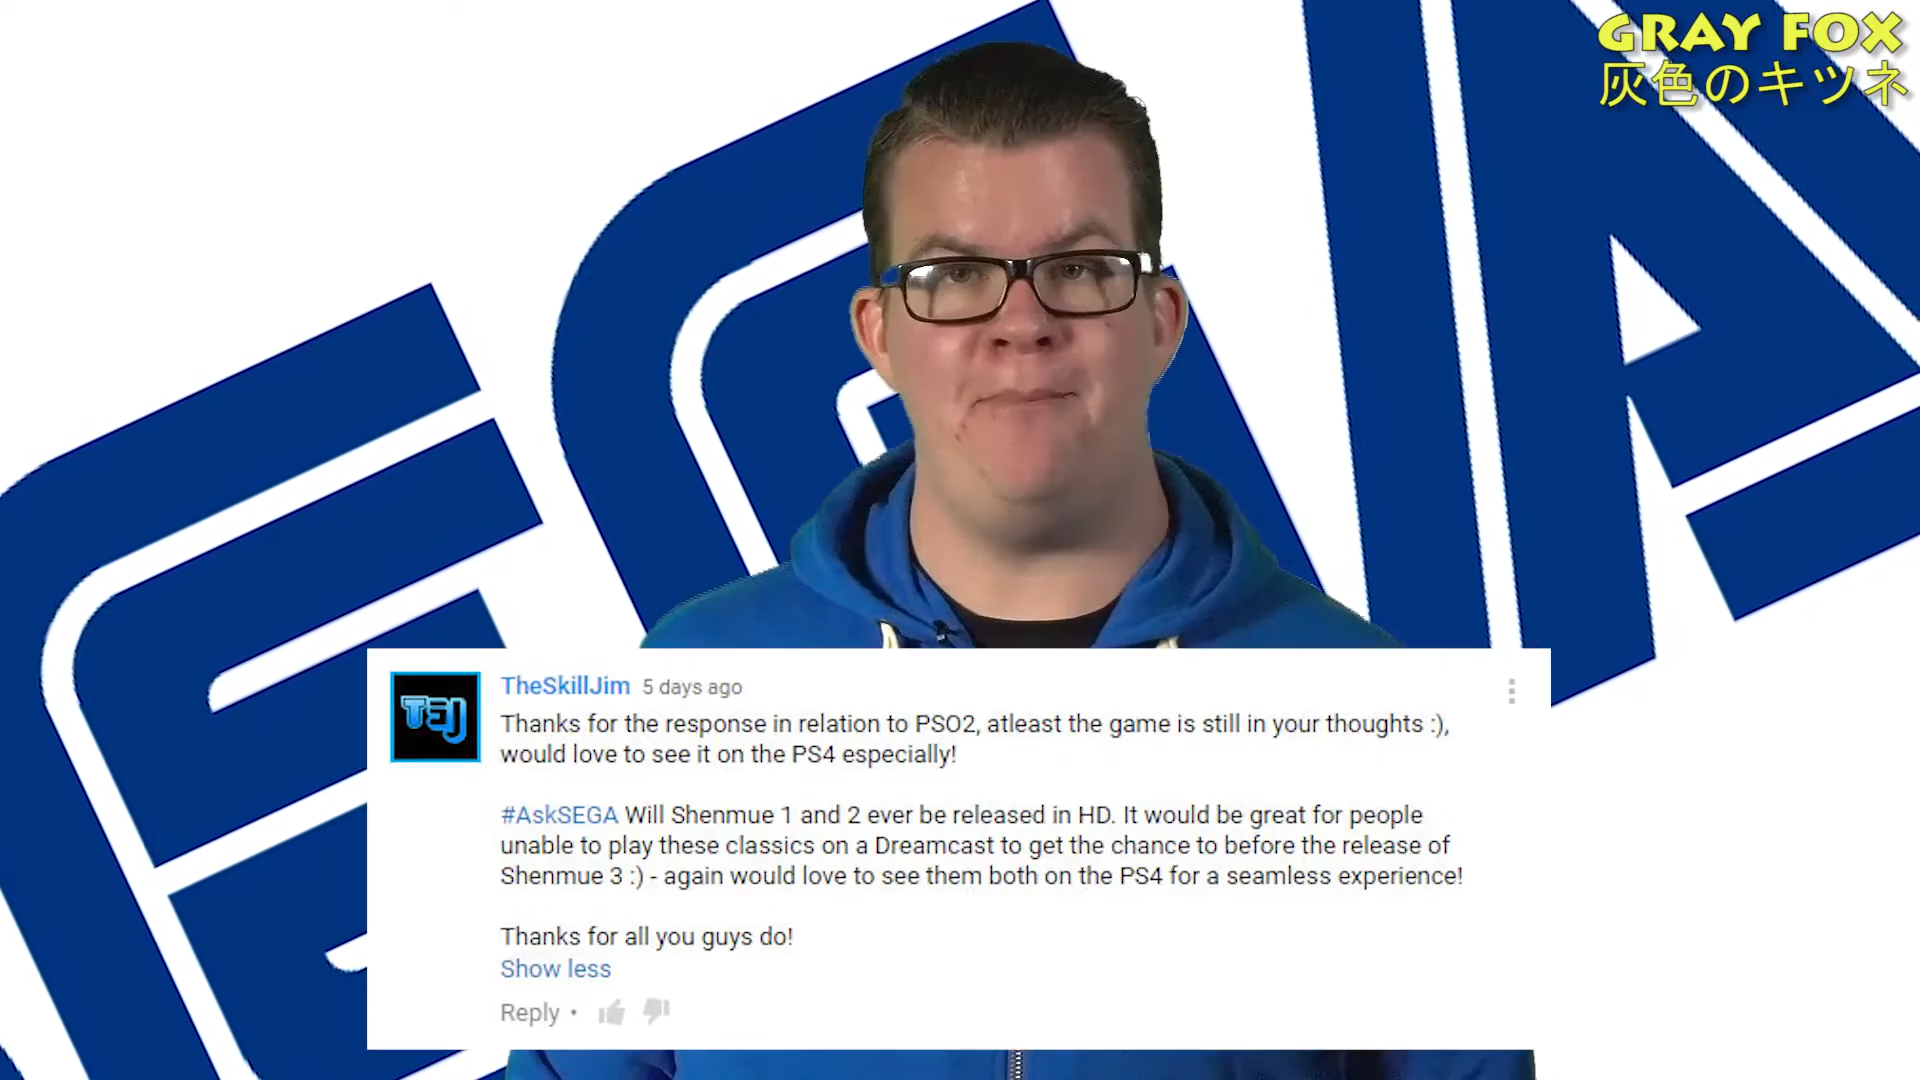 GRAY FOX
灰色のキツネ
SEGA
TSJ
TheSkillJim 5 days ago
Thanks for the response in relation to PSO2, atleast the game is still in your thoughts :),
would love to see it on the PS4 especially!
#AskSEGA Will Shenmue 1 and 2 ever be released in HD. It would be great for people
unable to play these classics on a Dreamcast to get the chance to before the release of
Shenmue 3 :) - again would love to see them both on the PS4 for a seamless experience!
Thanks for all you guys do!
Show less
Reply •